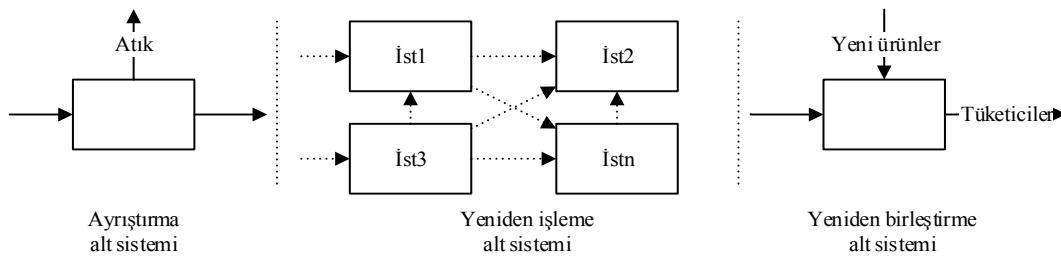 Atık
İst1
İst2
Yeni ürünler
Tüketiciler
İst3
İstn
Ayrıştırma
alt sistemi
Yeniden işleme
alt sistemi
Yeniden birleştirme
alt sistemi